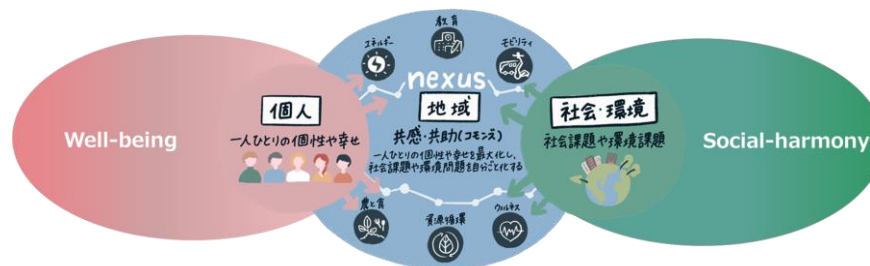 教育
エネルギー
モビリティ
nexus
個人
地域
社会・環境
Well-being
一人ひとりの個性や幸せ
共感・共助(コモンズ)
社会課題や環境課題
Social-harmony
一人ひとりの個性や幸せを最大化し、
社会課題や環境問題を自分ごと化する
農と食
資源循環
ウェルネス